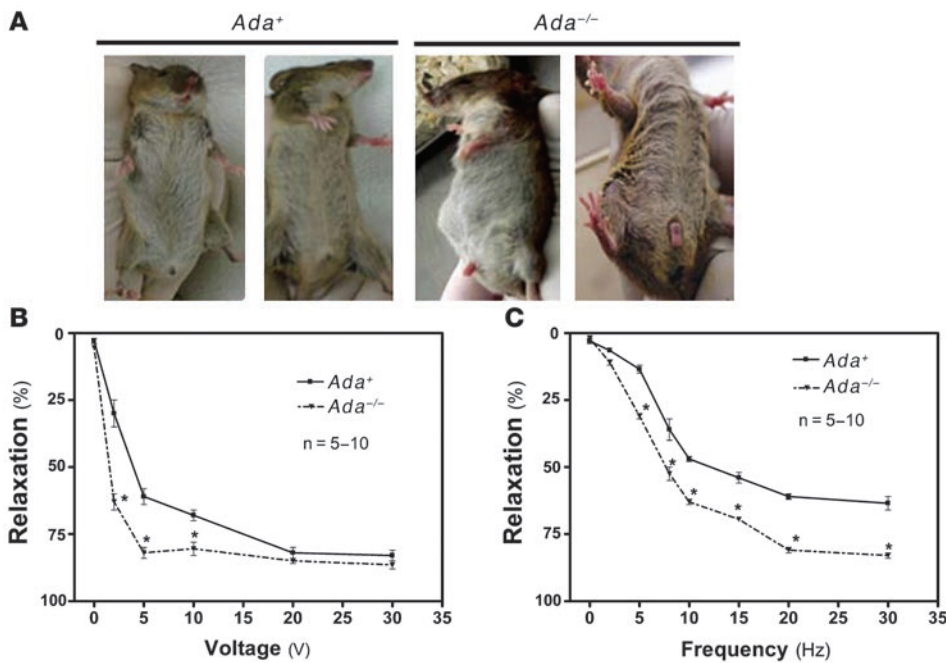 A
Ada⁺ Ada⁻/⁻
B
0
25
50
75
100
Relaxation (%)
Ada⁺
Ada⁻/⁻
n = 5–10
*
* *
0 5 10 15 20 25 30 35
Voltage (V)
C
0
25
50
75
100
Relaxation (%)
Ada⁺
Ada⁻/⁻
n = 5–10
*
*
*
*
*
*
0 5 10 15 20 25 30 35
Frequency (Hz)